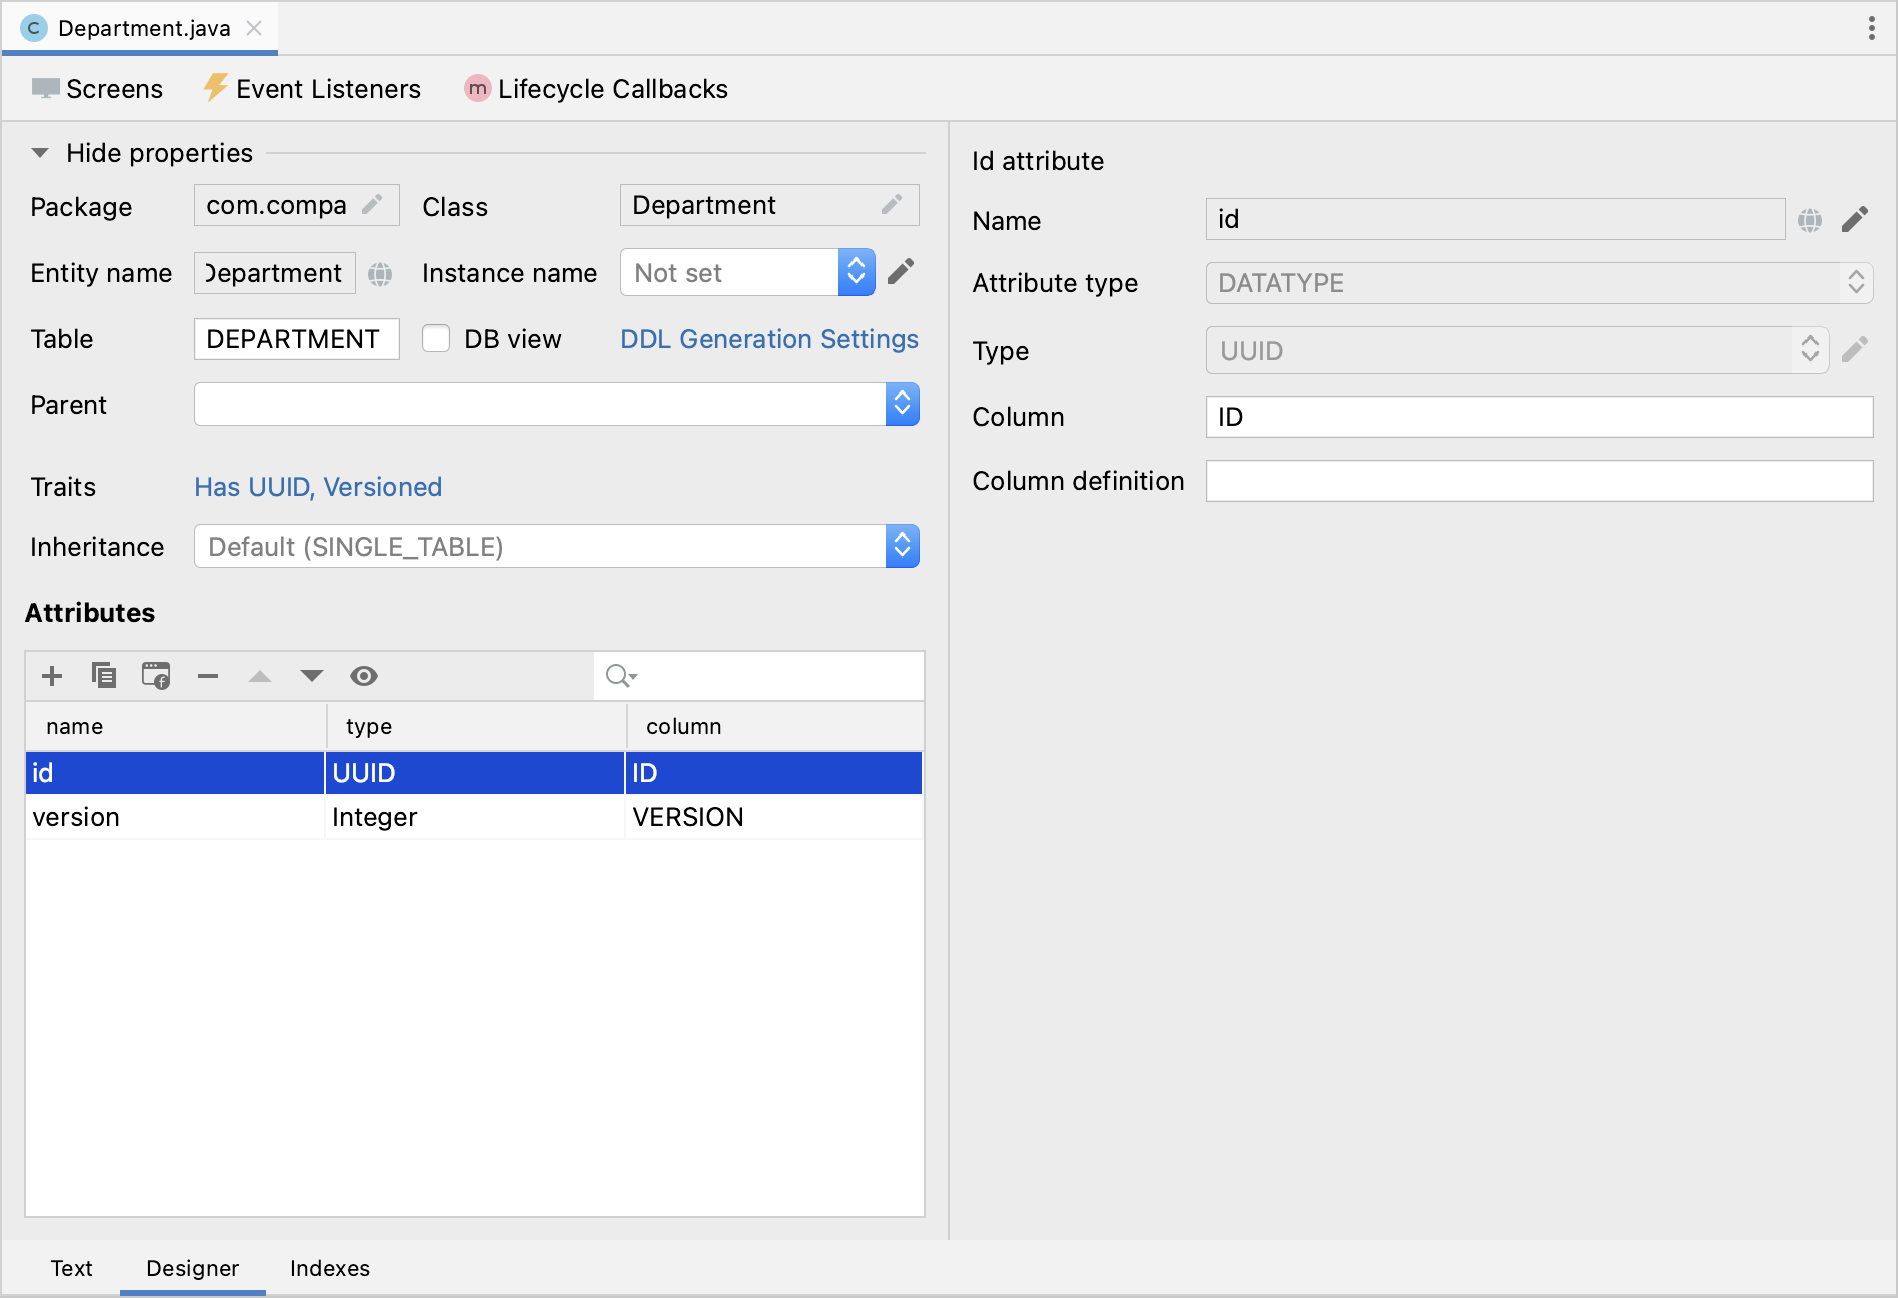 C Department.java
Screens Event Listeners m Lifecycle Callbacks
Hide properties
Package com.compa Class Department
Entity name Department Instance name Not set
Table DEPARTMENT DB view DDL Generation Settings
Parent
Traits Has UUID, Versioned
Inheritance Default (SINGLE_TABLE)
Attributes
name type column
id UUID ID
version Integer VERSION
Id attribute
Name id
Attribute type DATATYPE
Type UUID
Column ID
Column definition
Text Designer Indexes